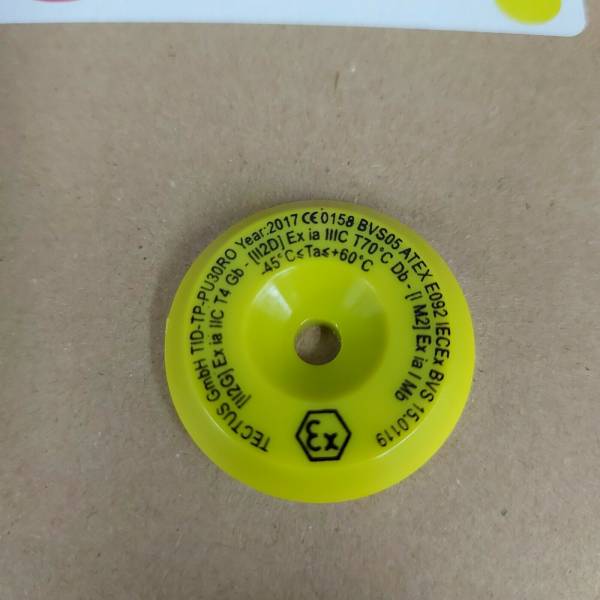 TECTUS GmbH TID-TP-PU30RO Year:2017 CE 0158 BVS05 ATEX E092 IECEx BVS 15.0119
[II2G] Ex ia IIC T4 Gb - [II2D] Ex ia IIIC T70°C Db - [I M2] Ex ia I Mb
-45°C≤Ta≤+60°C
Ex